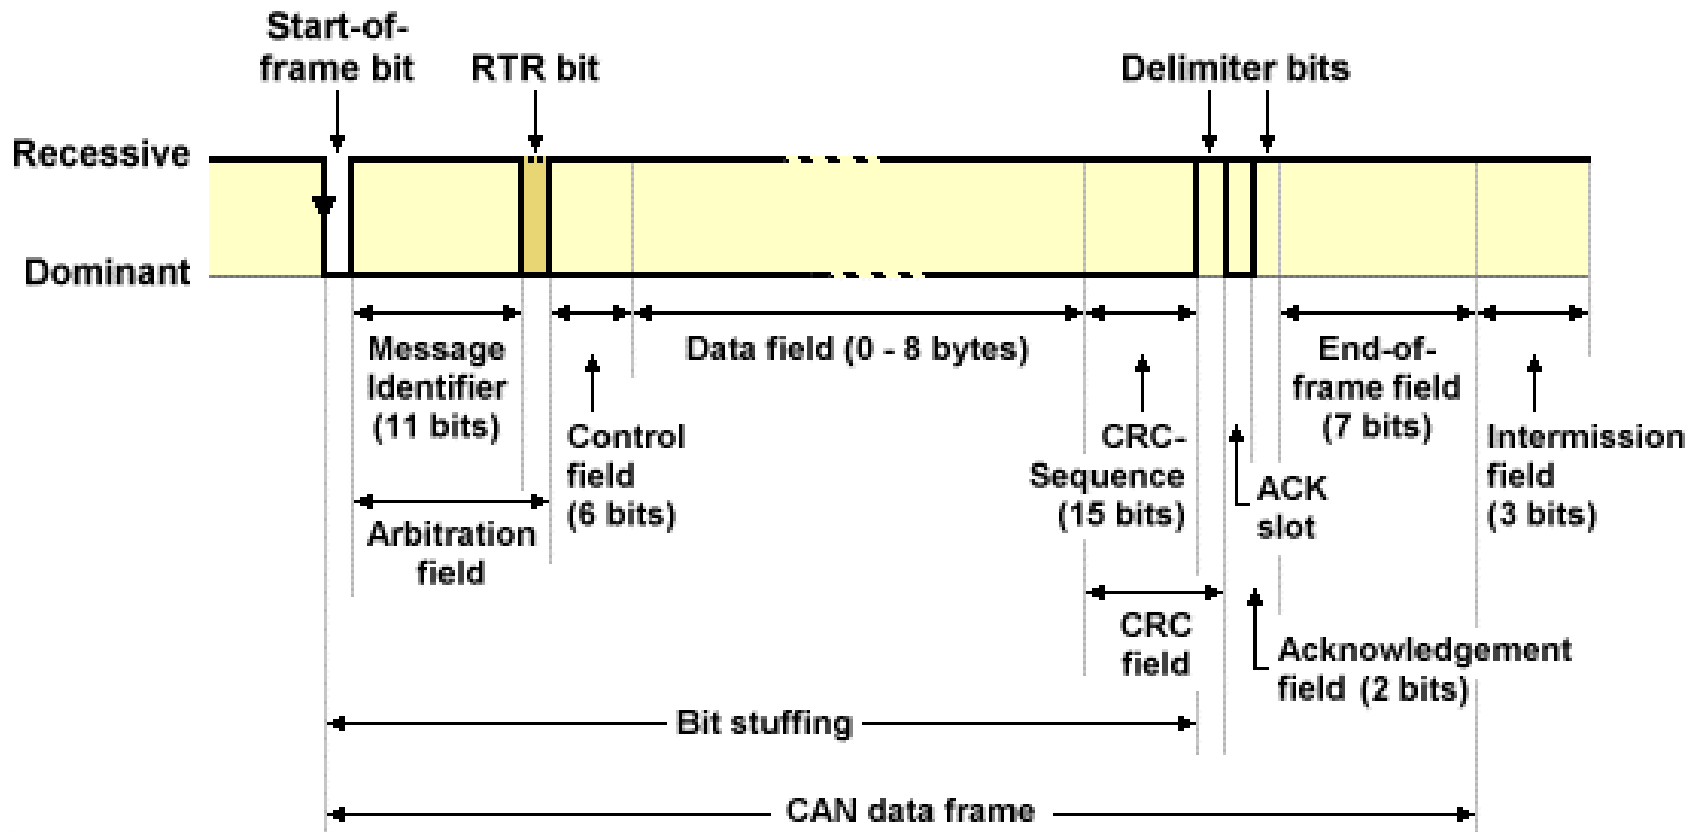 Start-of-
frame bit
RTR bit
Delimiter bits
Recessive
Dominant
Message
Identifier
(11 bits)
Data field (0 - 8 bytes)
End-of-
frame field
(7 bits)
Control
field
(6 bits)
CRC-
Sequence
(15 bits)
ACK
slot
Intermission
field
(3 bits)
Arbitration
field
CRC
field
Acknowledgement
field (2 bits)
Bit stuffing
CAN data frame